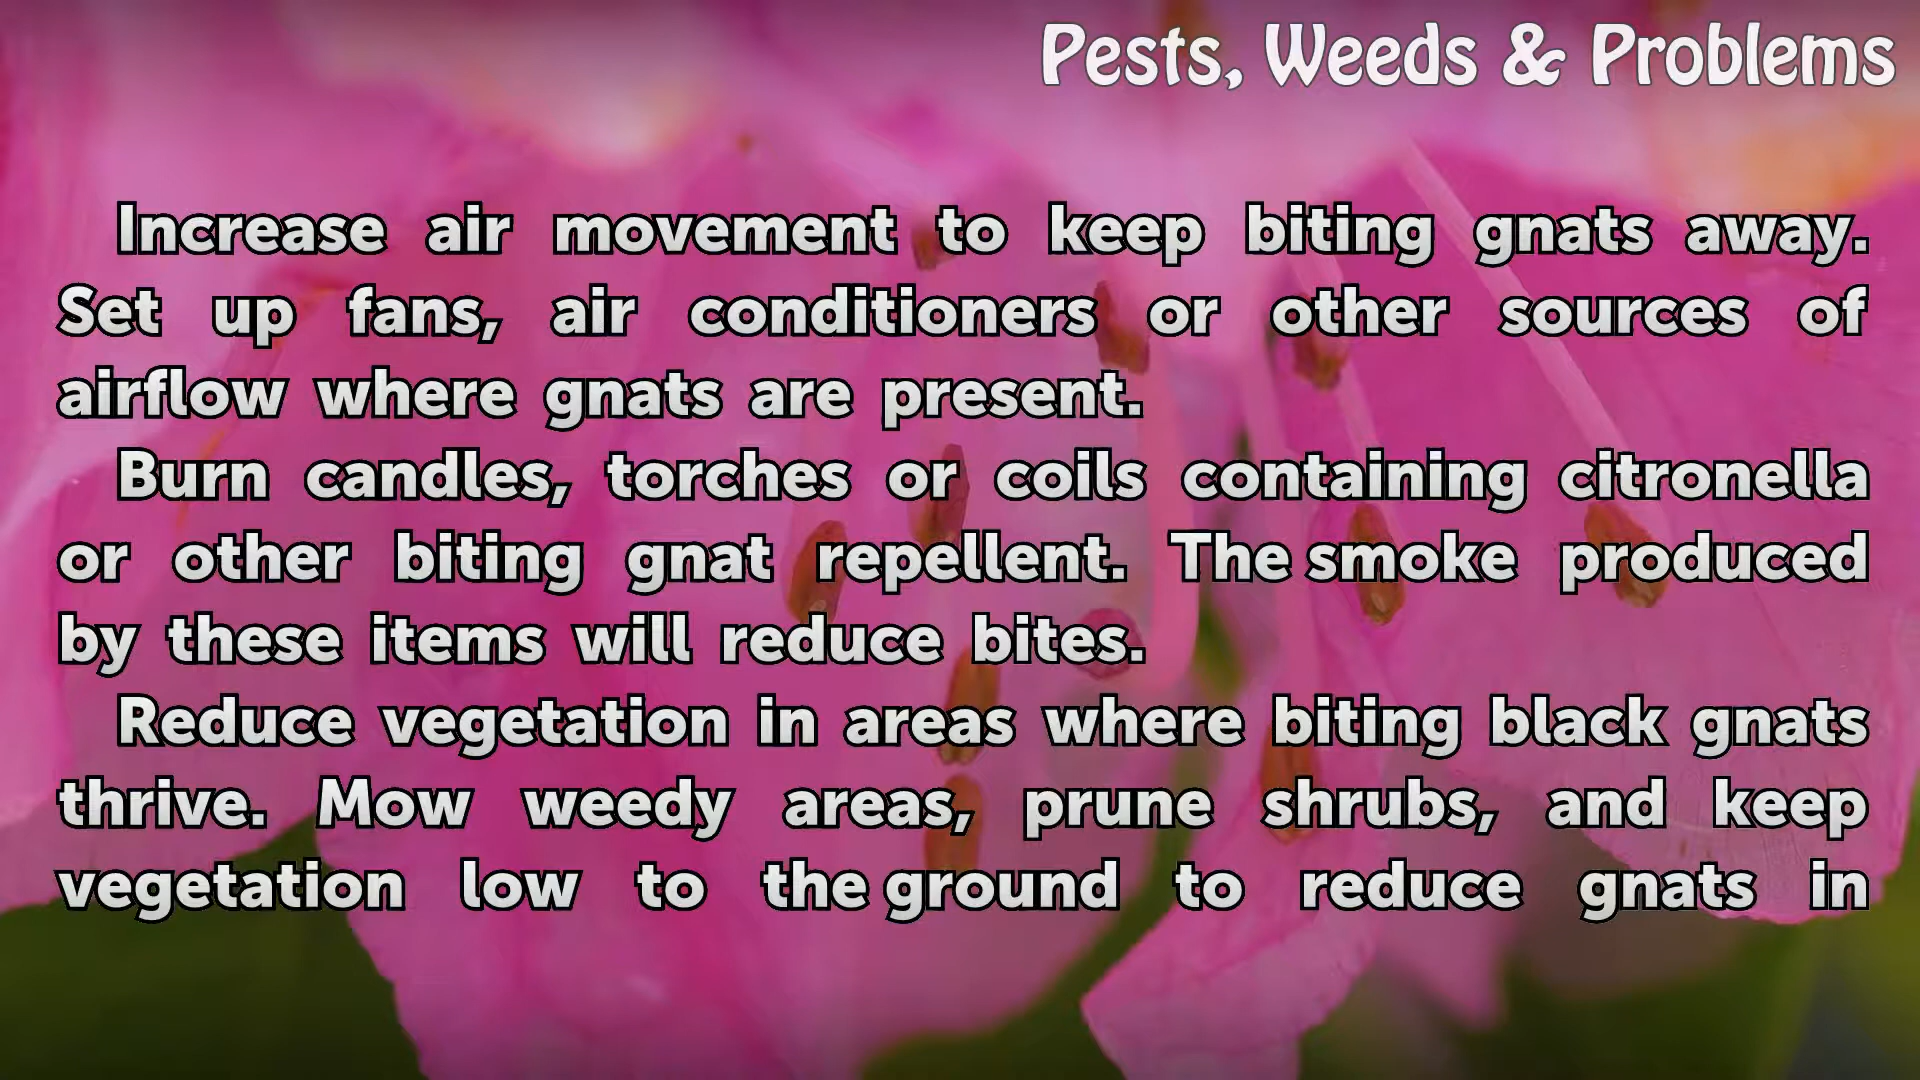 Pests, Weeds & Problems
Increase air movement to keep biting gnats away.
Set up fans, air conditioners or other sources of
airflow where gnats are present.
Burn candles, torches or coils containing citronella
or other biting gnat repellent. The smoke produced
by these items will reduce bites.
Reduce vegetation in areas where biting black gnats
thrive. Mow weedy areas, prune shrubs, and keep
vegetation low to the ground to reduce gnats in